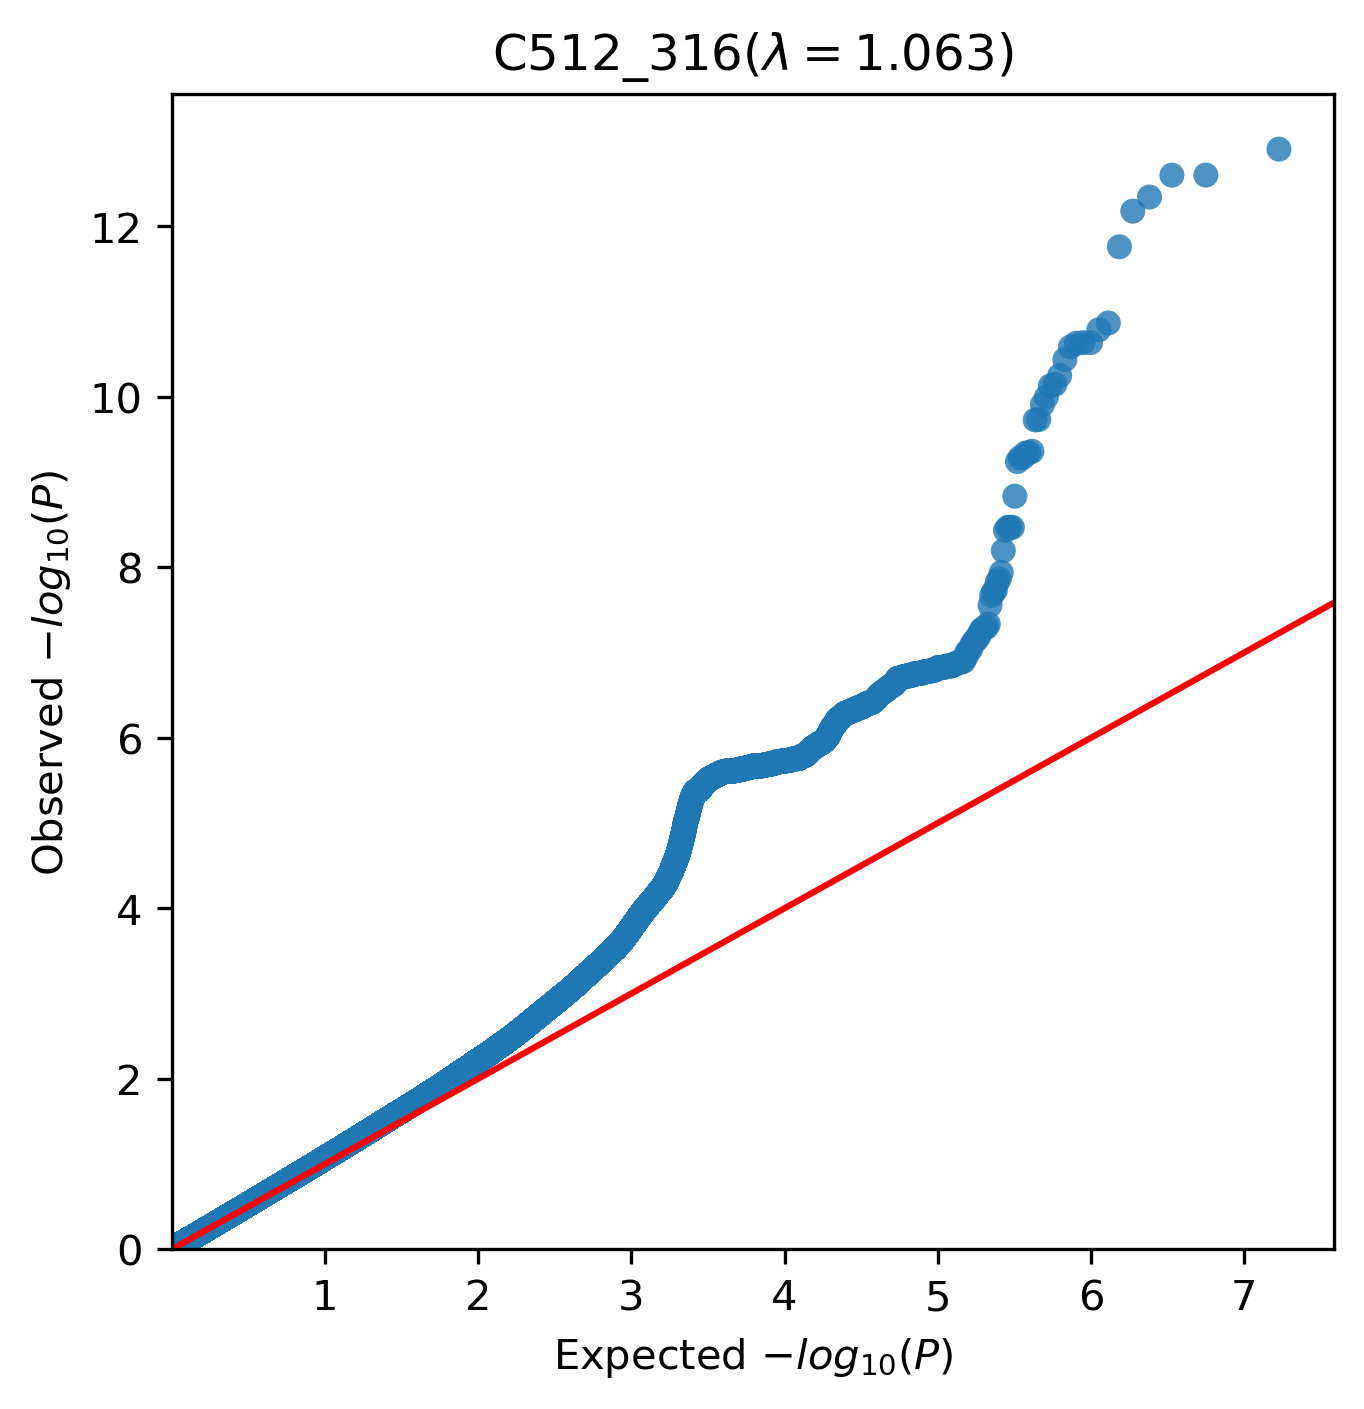 C512_316(λ = 1.063)
12
10
8
6
4
2
0
Observed −log10(P)
1 2 3 4 5 6 7
Expected −log10(P)